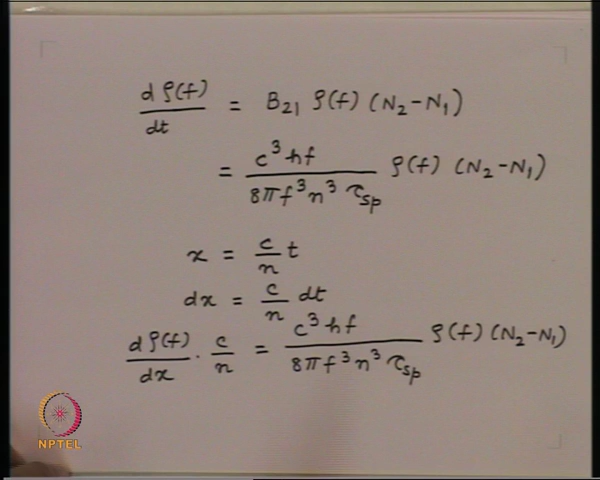 dρ(f)/dt = B₂₁ ρ(f) (N₂-N₁)
= c³hf/8πf³n³τsp ρ(f) (N₂-N₁)
x = c/n t
dx = c/n dt
dρ(f)/dx · c/n = c³hf/8πf³n³τsp ρ(f) (N₂-N₁)
NPTEL